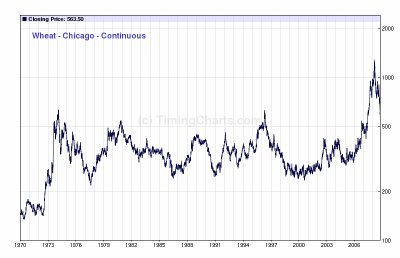 Closing Price: 563.50
Wheat - Chicago - Continuous
(c) TimingCharts.com
1000
500
200
100
1970 1973 1976 1979 1982 1985 1988 1991 1994 1997 2000 2003 2006